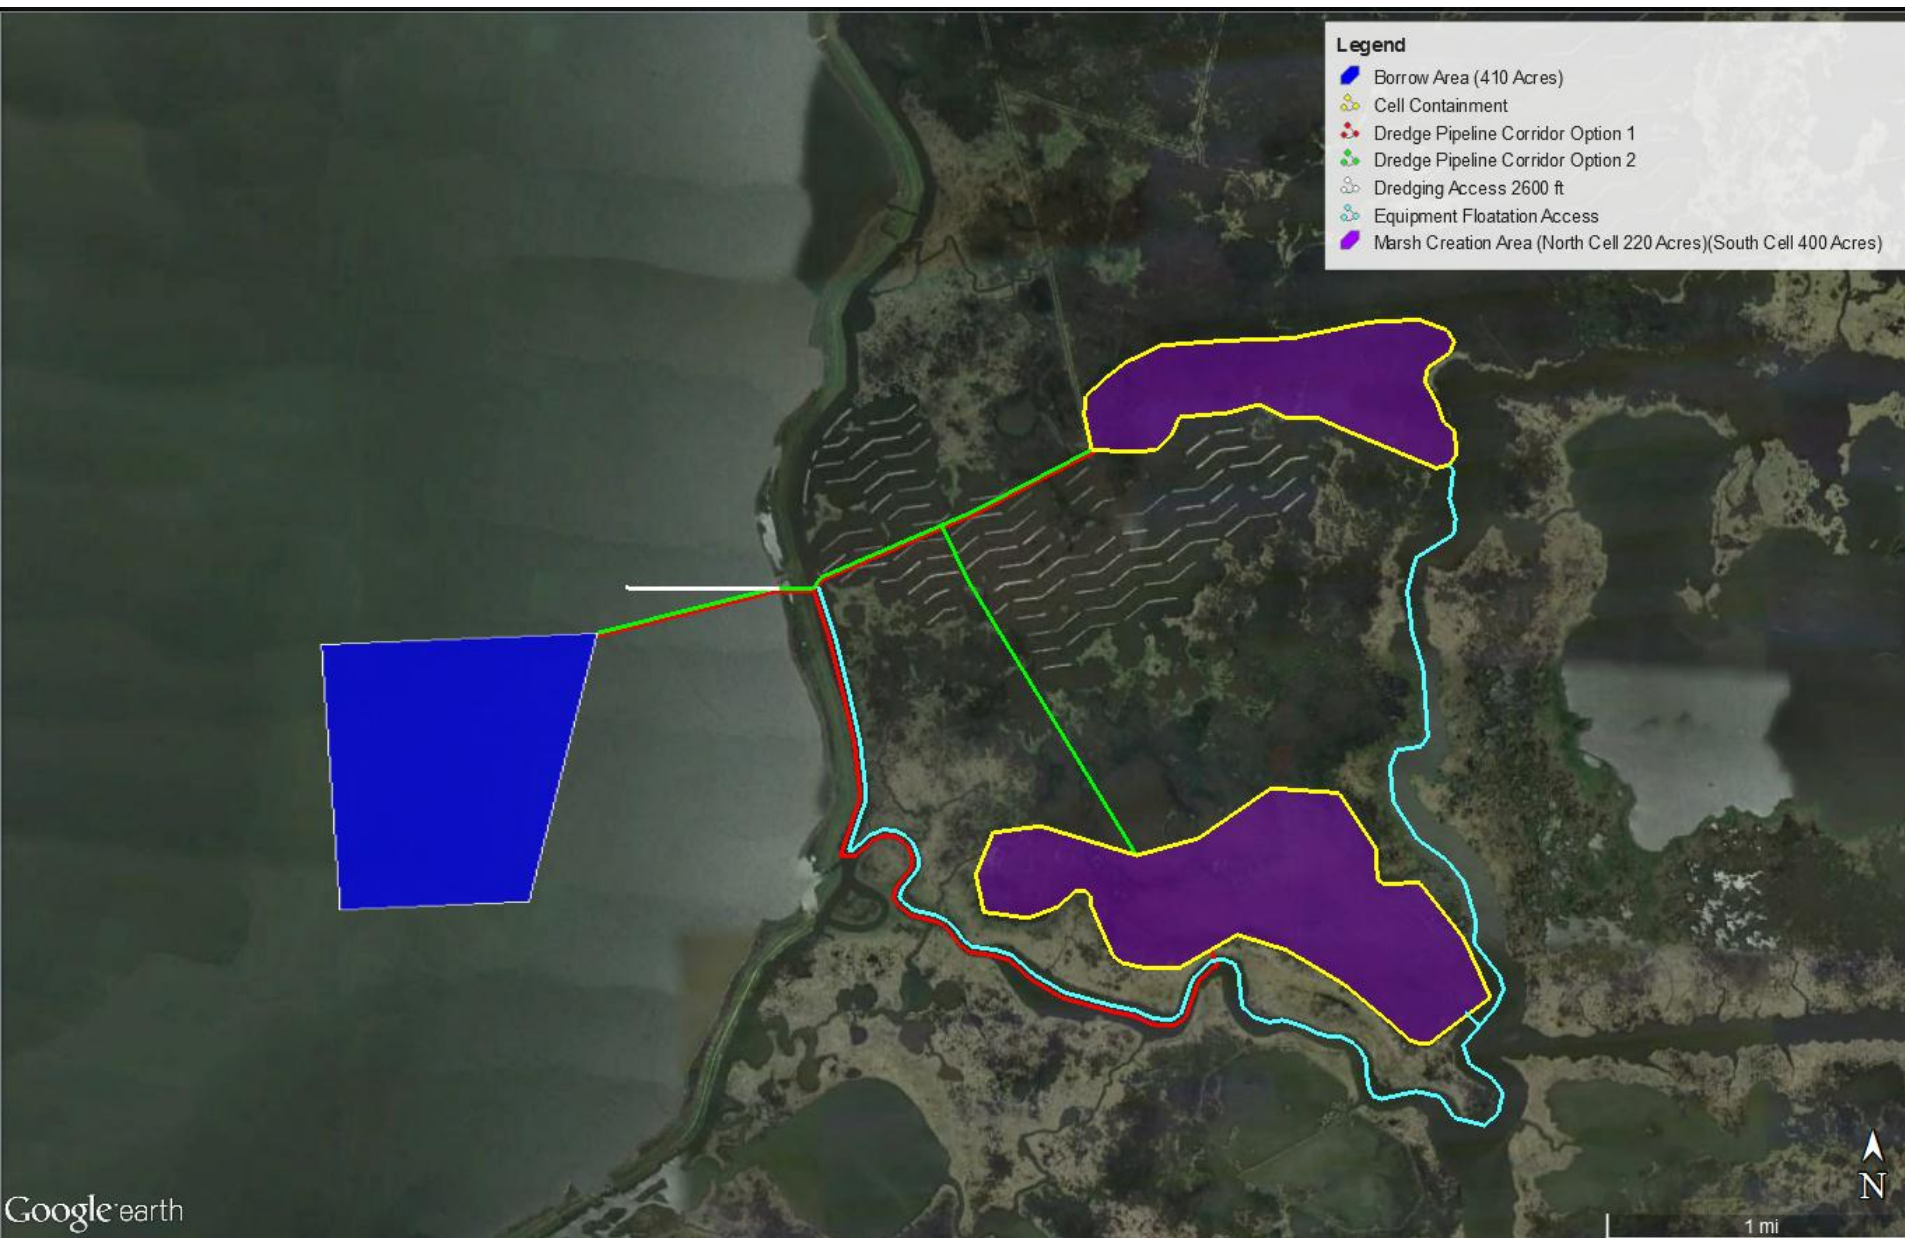 Legend
Borrow Area (410 Acres)
Cell Containment
Dredge Pipeline Corridor Option 1
Dredge Pipeline Corridor Option 2
Dredging Access 2600 ft
Equipment Floatation Access
Marsh Creation Area (North Cell 220 Acres)(South Cell 400 Acres)
N
Google earth
1 mi